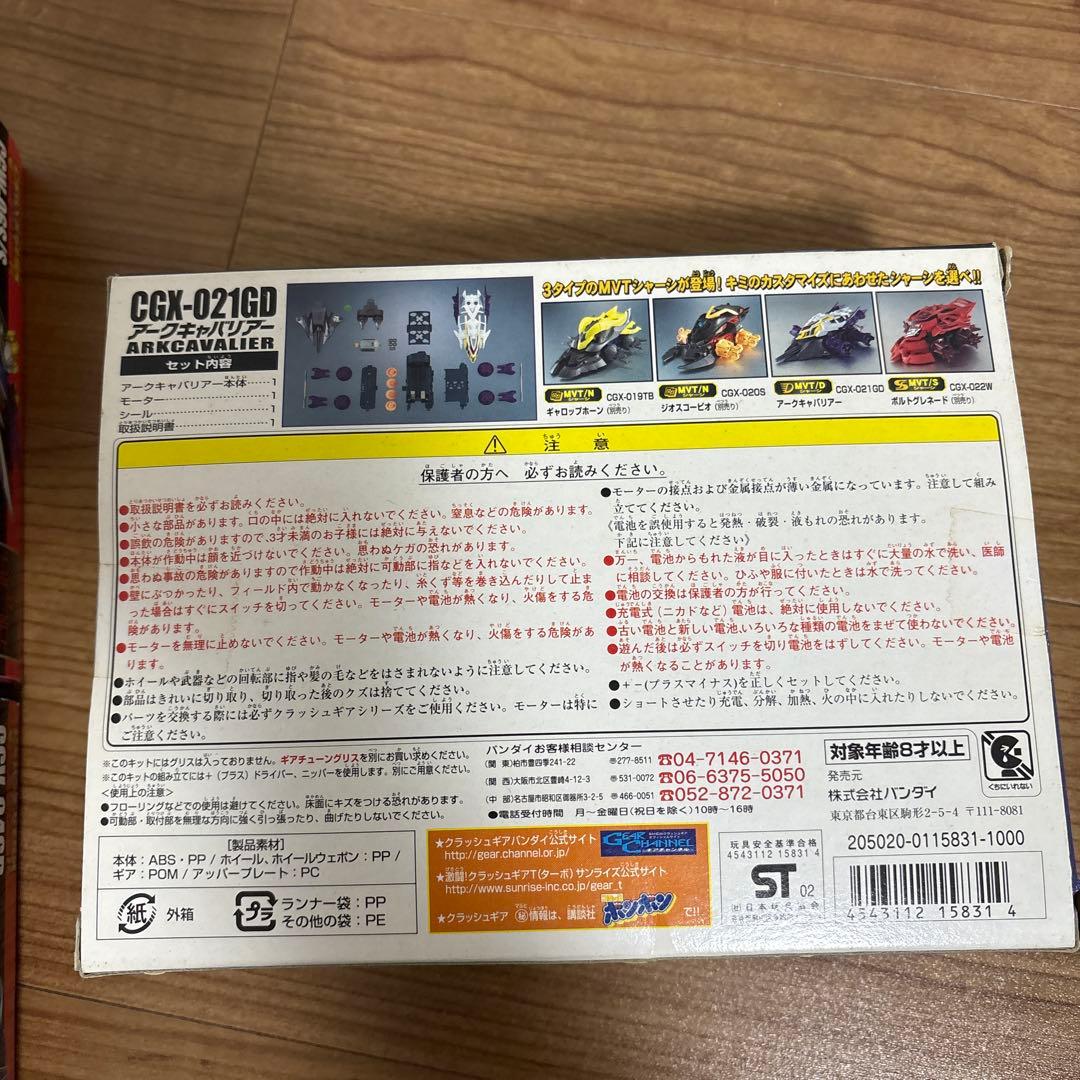 CGX-021GD
アークキャバリアー
ARKCAVALIER
セット内容
アークキャバリアー本体……1
モーター……………………1
シール………………………1
取扱説明書…………………1
3タイプのMVTシャーシが登場！キミのカスタマイズにあわせたシャーシを選べ!!
MVT/N シャーシ CGX-019TB
ギャロップホーン（別売り）
MVT/N シャーシ CGX-020S
ジオスコーピオ（別売り）
MVT/D シャーシ CGX-021GD
アークキャバリアー
MVT/S シャーシ CGX-022W
ボルトグレネード（別売り）
注意
保護者の方へ 必ずお読みください。
●取扱説明書を必ずお読みください。
●小さな部品があります。口の中には絶対に入れないでください。窒息などの危険があります。
●誤飲の危険がありますので、3才未満のお子様には絶対に与えないでください。
●本体が作動中は顔を近づけないでください。思わぬケガの恐れがあります。
●思わぬ事故の危険がありますので作動中は絶対に可動部に指などを入れないでください。
●壁にぶつかったり、フィールド内で動かなくなったり、糸くず等を巻き込んだりして止ま
った場合はすぐにスイッチを切ってください。モーターや電池が熱くなり、火傷をする危
険があります。
●モーターを無理に止めないでください。モーターや電池が熱くなり、火傷をする危険があ
ります。
●ホイールや武器などの回転部に指や髪の毛などをはさまれないように注意してください。
●部品はきれいに切り取り、切り取った後のクズは捨ててください。
●パーツを交換する際には必ずクラッシュギアシリーズをご使用ください。モーターは特に
ご注意ください。
●モーターの接点および金属接点が薄い金属になっています。注意して組み
立ててください。
《電池を誤使用すると発熱・破裂・液もれの恐れがあります。
下記に注意してください》
●万一、電池からもれた液が目に入ったときはすぐに大量の水で洗い、医師
に相談してください。ひふや服に付いたときは水で洗ってください。
●電池の交換は保護者の方が行ってください。
●充電式（ニカドなど）電池は、絶対に使用しないでください。
●古い電池と新しい電池、いろいろな種類の電池をまぜて使わないでください。
●遊んだ後は必ずスイッチを切り電池をはずしてください。モーターや電池
が熱くなることがあります。
●＋−(プラスマイナス)を正しくセットしてください。
●ショートさせたり充電、分解、加熱、火の中に入れたりしないでください。
※このキットにはグリスは入っておりません。ギアチューングリスを別にお買い求めください。
※このキットの組み立てには＋（プラス）ドライバー、ニッパーを使用します。別にご用意ください。
＜使用上の注意＞
●フローリングなどでの使用は避けてください。床面にキズをつける恐れがあります。
●可動部・取付部を無理な方向に強く引っ張ったり、曲げたりしないでください。
バンダイお客様相談センター
（関 東）柏市豊四季241-22 〒277-8511 ☎04-7146-0371
（関 西）大阪市北区豊崎4-12-3 〒531-0072 ☎06-6375-5050
（中 部）名古屋市昭和区御器所3-2-5 〒466-0051 ☎052-872-0371
●電話受付時間 月〜金曜日(祝日を除く)10時〜16時
対象年齢8才以上
発売元
株式会社バンダイ
東京都台東区駒形2-5-4 〒111-8081
くちにいれない
【製品素材】
本体：ABS・PP / ホイール、ホイールウェポン：PP /
ギア：POM / アッパープレート：PC
紙 外箱
プラ ランナー袋：PP
その他の袋：PE
★クラッシュギアバンダイ公式サイト
http://gear.channel.or.jp/
GEAR CHANNEL
ギアチャンネル
★激闘！クラッシュギアT(ターボ) サンライズ公式サイト
http://www.sunrise-inc.co.jp/gear_t
★クラッシュギア㊙情報は、講談社 ボンボン で!!
玩具安全基準合格
4543112 15831 4
ST 02
(社)日本玩具協会
205020-0115831-1000
4 543112 15831 4